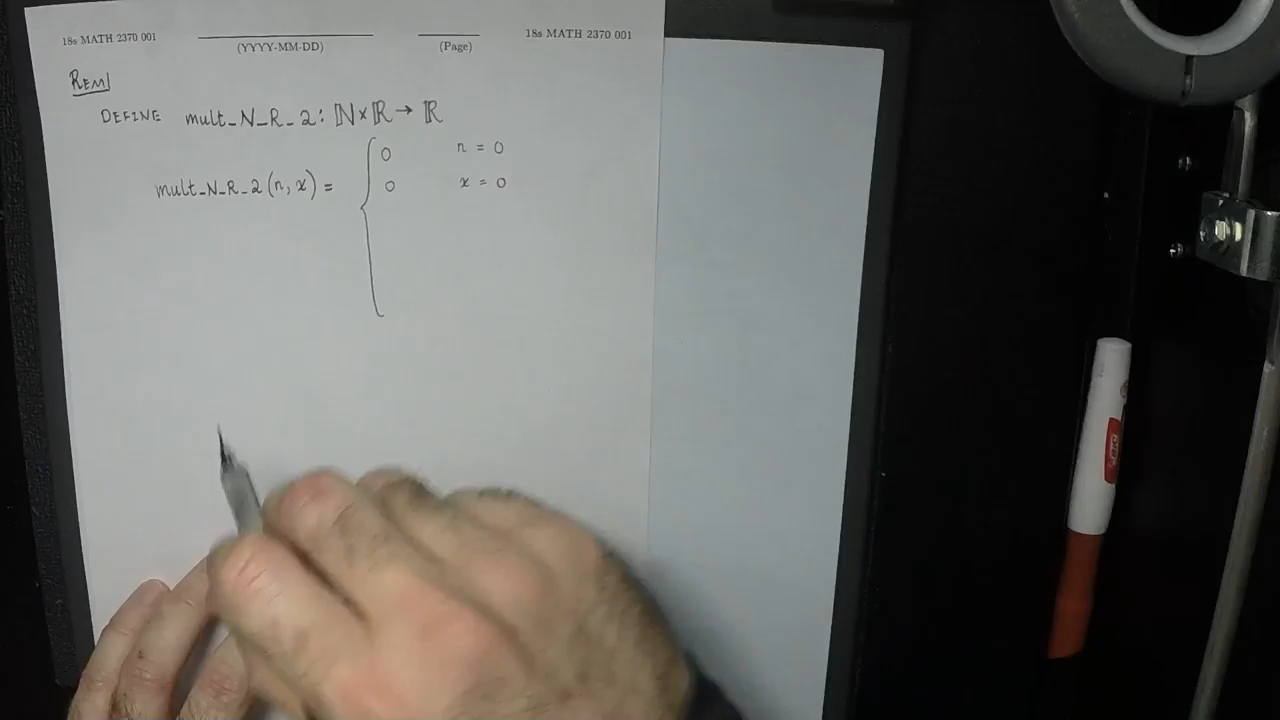 18s MATH 2370 001 (YYYY-MM-DD) (Page) 18s MATH 2370 001
REM
DEFINE mult_N_R_2: ℕ×ℝ → ℝ
0 n = 0
mult_N_R_2(n, x) = { 0 x = 0